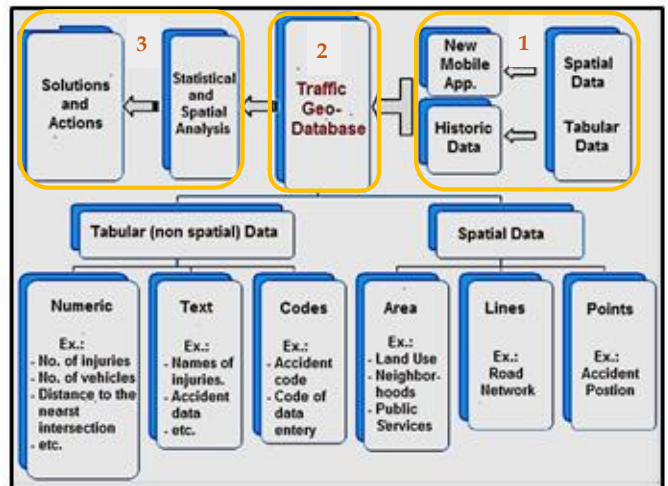 3
2
1
Solutions
and
Actions
Statistical
and
Spatial
Analysis
Traffic
Geo-
Database
New
Mobile
App.
Historic
Data
Spatial
Data
Tabular
Data
Tabular (non spatial) Data
Spatial Data
Numeric
Ex.:
- No. of injuries
- No. of vehicles
- Distance to the
nearst
intersection
- etc.
Text
Ex.:
- Names of
injuries.
- Accident
data
- etc.
Codes
Ex.:
- Accident
code
- Code of
data
entery
Area
Ex.:
- Land Use
- Neighbor-
hoods
- Public
Services
Lines
Ex.:
Road
Network
Points
Ex.:
Accident
Postion